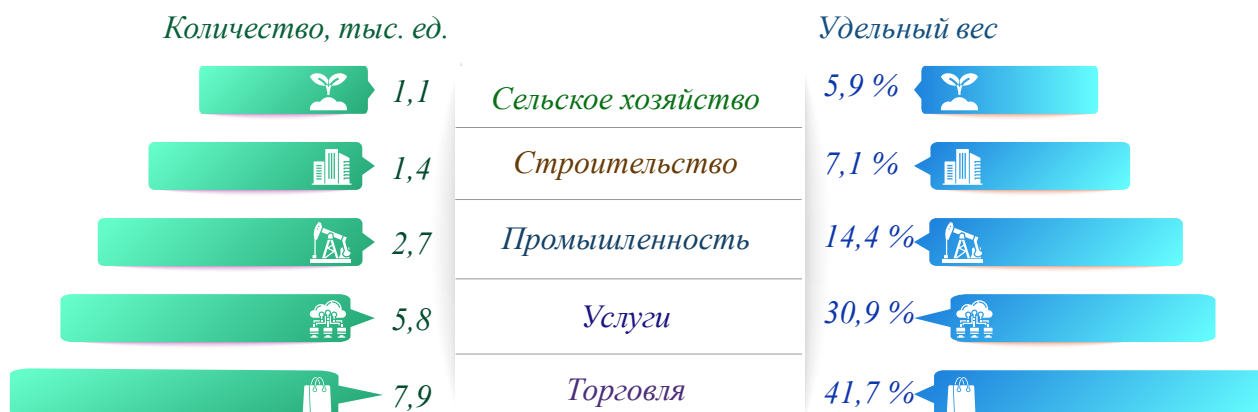 Количество, тыс. ед. Удельный вес
1,1 Сельское хозяйство 5,9 %
1,4 Строительство 7,1 %
2,7 Промышленность 14,4 %
5,8 Услуги 30,9 %
7,9 Торговля 41,7 %